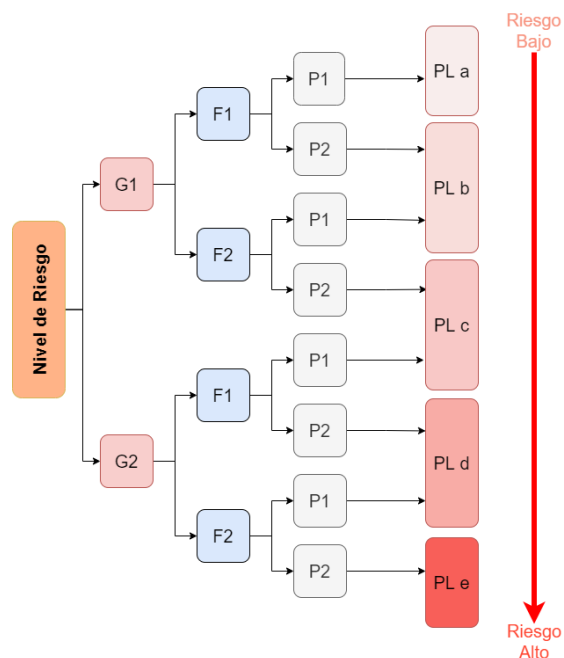 Riesgo
Bajo
P1
PL a
F1
P2
G1
PL b
P1
F2
P2
Nivel de Riesgo
PL c
P1
F1
P2
G2
PL d
P1
F2
P2
PL e
Riesgo
Alto